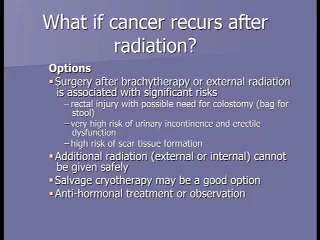 What if cancer recurs after
radiation?
Options
▪Surgery after brachytherapy or external radiation
is associated with significant risks
–rectal injury with possible need for colostomy (bag for
stool)
–very high risk of urinary incontinence and erectile
dysfunction
–high risk of scar tissue formation
▪Additional radiation (external or internal) cannot
be given safely
▪Salvage cryotherapy may be a good option
▪Anti-hormonal treatment or observation